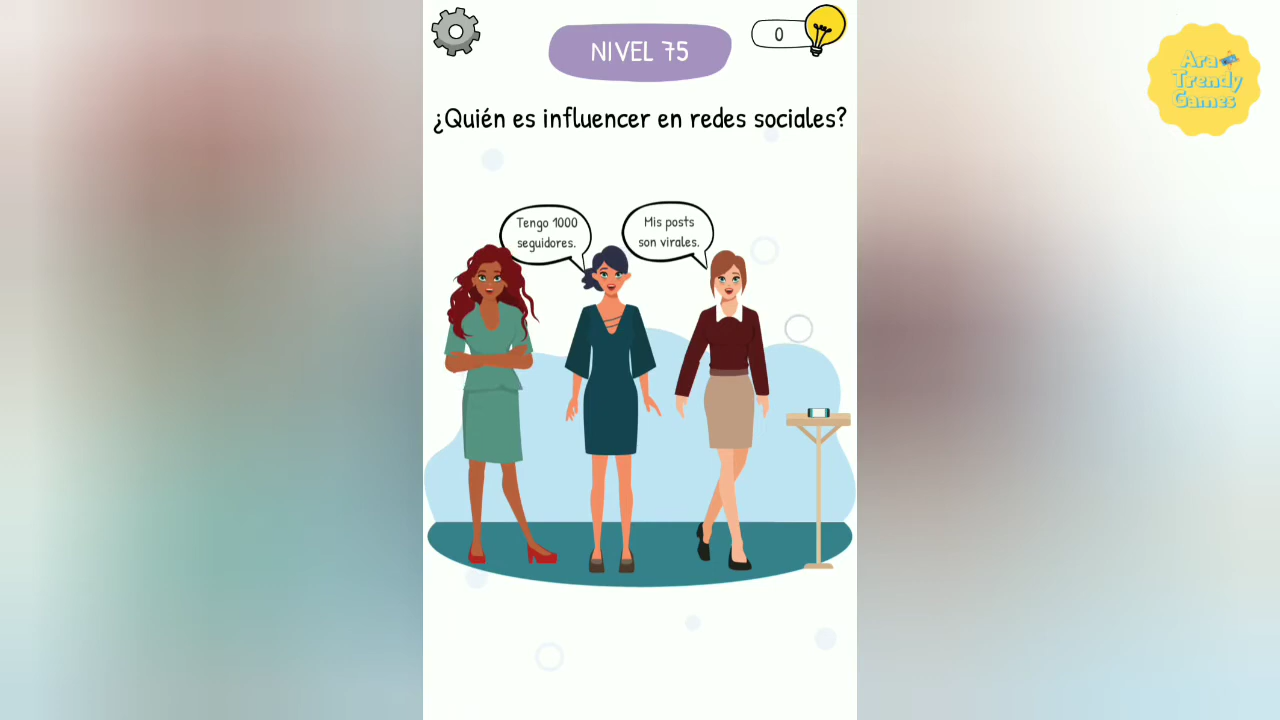 NIVEL 75
0
¿Quién es influencer en redes sociales?
Tengo 1000
seguidores.
Mis posts
son virales.
Ara
Trendy
Games